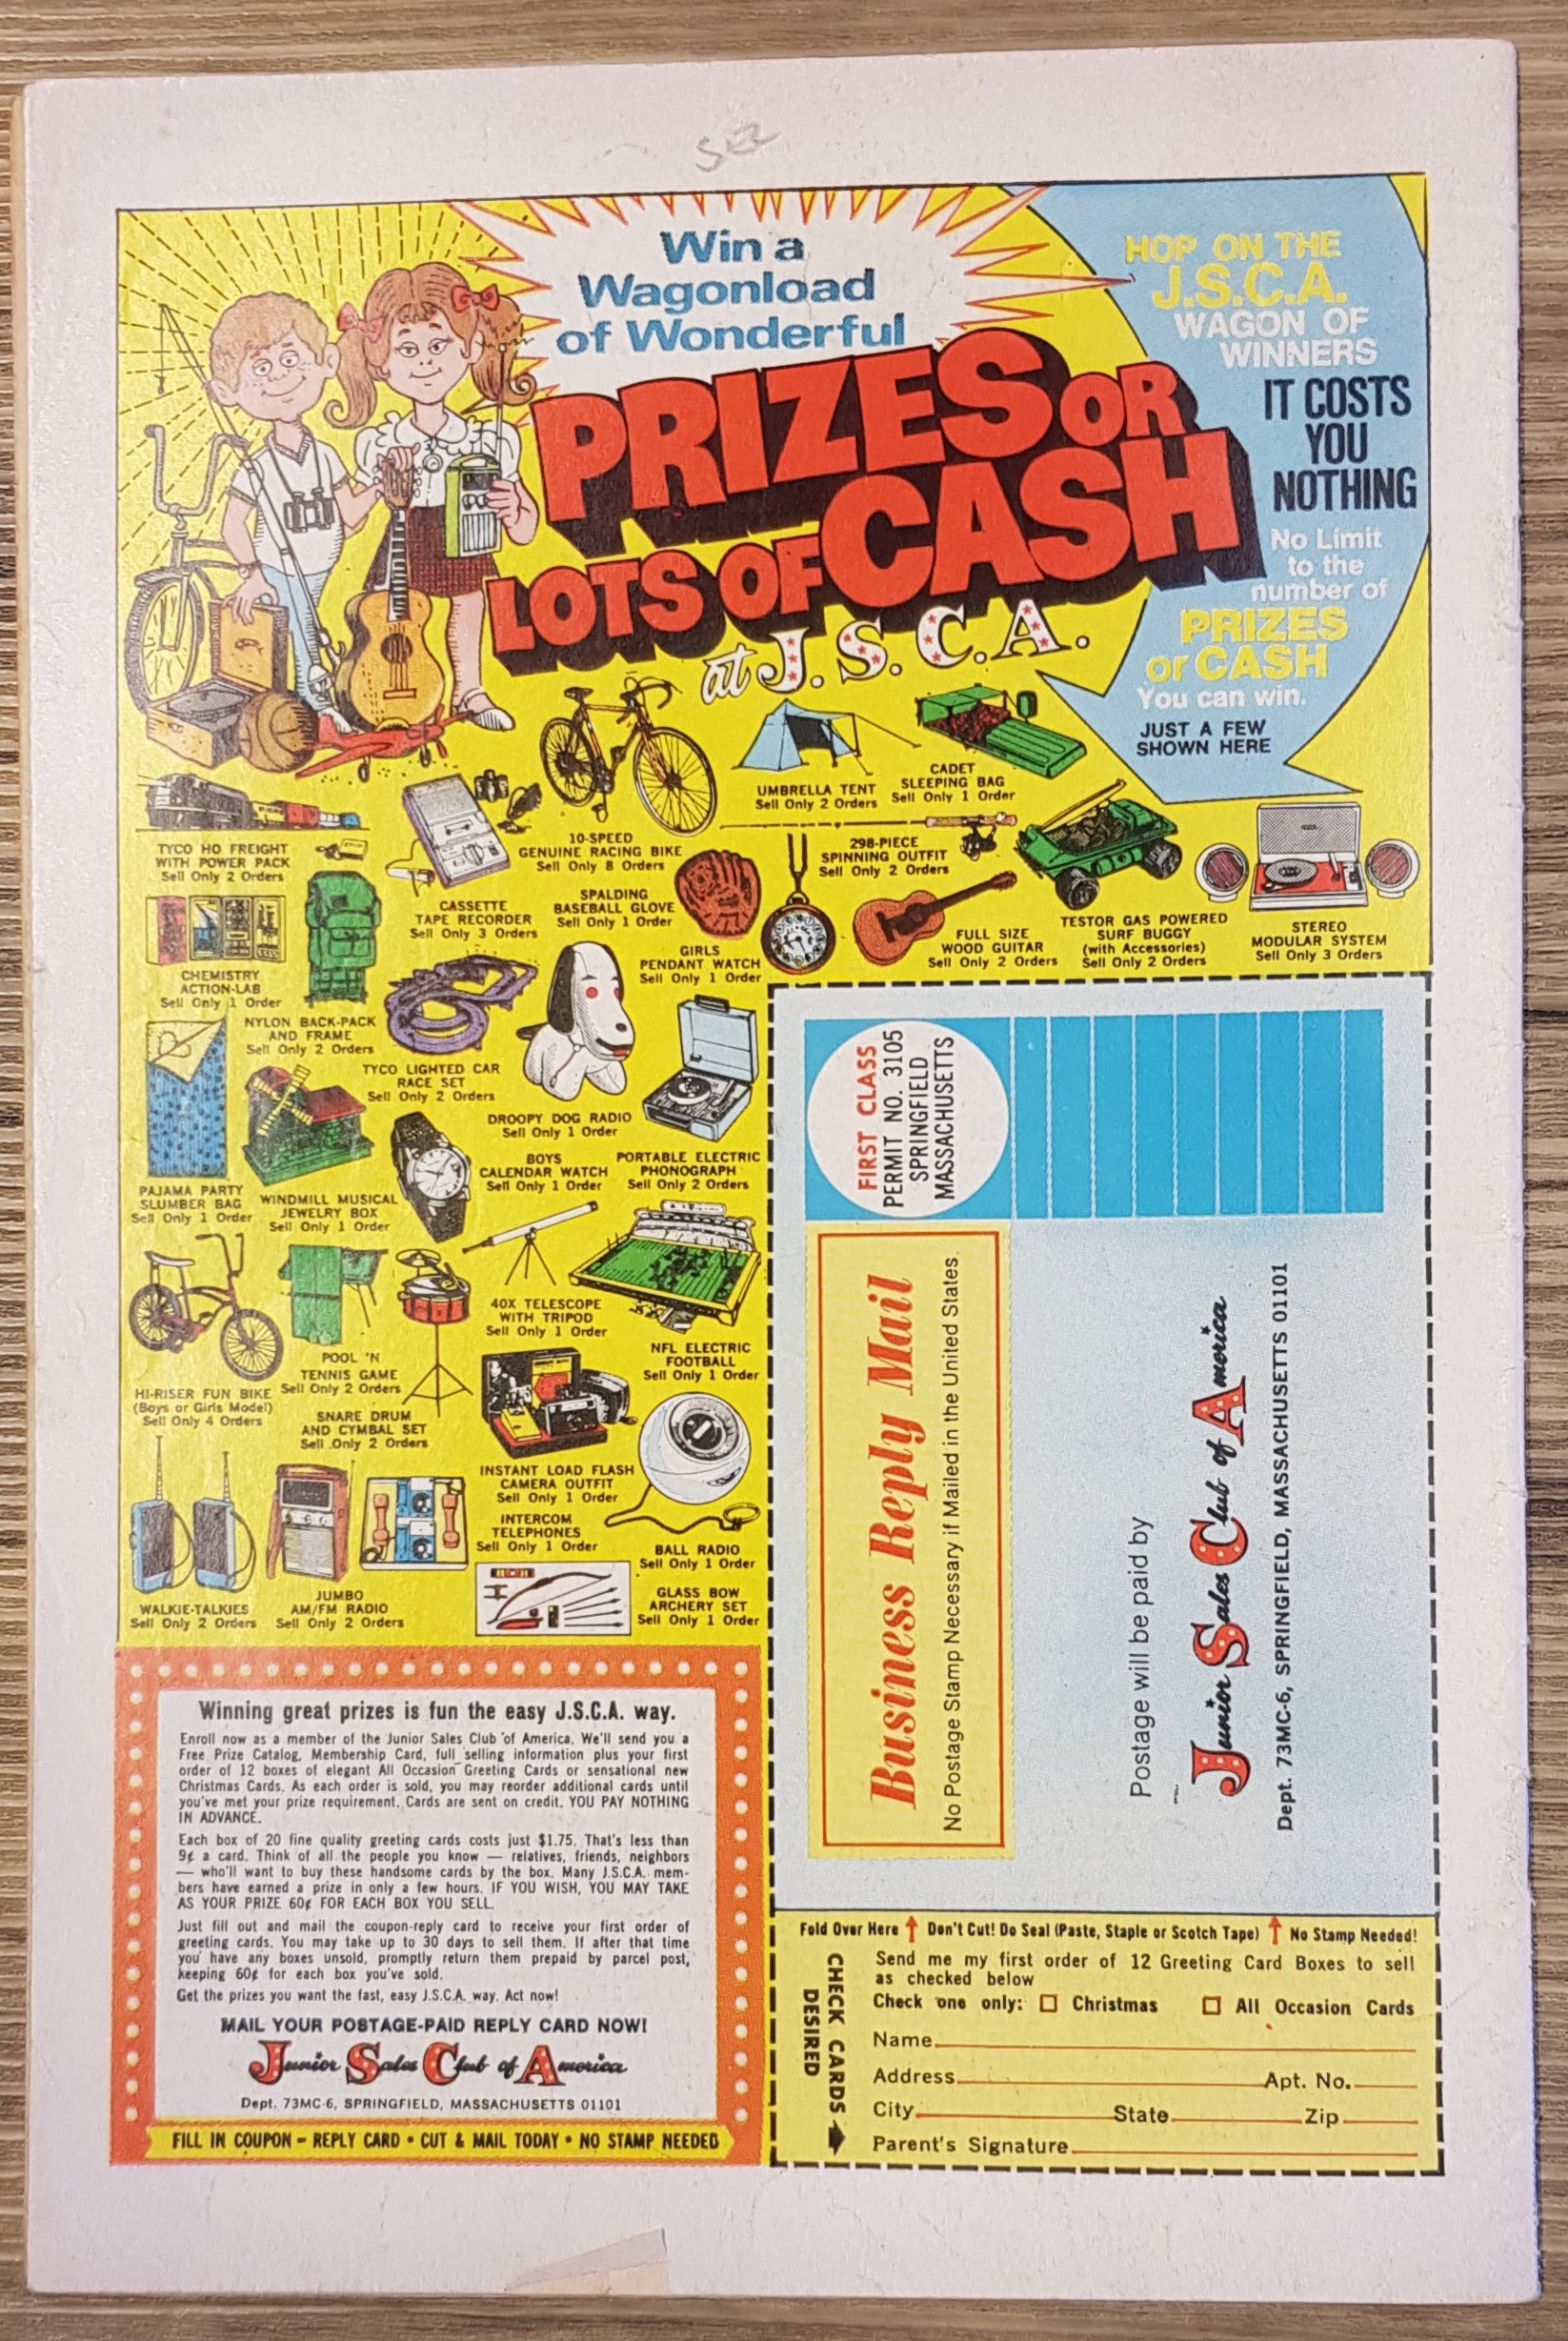 Win a
Wagonload
of Wonderful
PRIZES OR
LOTS OF CASH
at J.S.C.A.
HOP ON THE
J.S.C.A.
WAGON OF
WINNERS
IT COSTS
YOU
NOTHING
No Limit
to the
number of
PRIZES
or CASH
You can win.
JUST A FEW
SHOWN HERE
UMBRELLA TENT
Sell Only 2 Orders
CADET
SLEEPING BAG
Sell Only 1 Order
TYCO HO FREIGHT
WITH POWER PACK
Sell Only 2 Orders
10-SPEED
GENUINE RACING BIKE
Sell Only 8 Orders
298-PIECE
SPINNING OUTFIT
Sell Only 2 Orders
CASSETTE
TAPE RECORDER
Sell Only 3 Orders
SPALDING
BASEBALL GLOVE
Sell Only 1 Order
FULL SIZE
WOOD GUITAR
Sell Only 2 Orders
TESTOR GAS POWERED
SURF BUGGY
(with Accessories)
Sell Only 2 Orders
STEREO
MODULAR SYSTEM
Sell Only 3 Orders
GIRLS
PENDANT WATCH
Sell Only 1 Order
CHEMISTRY
ACTION-LAB
Sell Only 1 Order
NYLON BACK-PACK
AND FRAME
Sell Only 2 Orders
TYCO LIGHTED CAR
RACE SET
Sell Only 2 Orders
DROOPY DOG RADIO
Sell Only 1 Order
BOYS
CALENDAR WATCH
Sell Only 1 Order
PORTABLE ELECTRIC
PHONOGRAPH
Sell Only 2 Orders
PAJAMA PARTY
SLUMBER BAG
Sell Only 1 Order
WINDMILL MUSICAL
JEWELRY BOX
Sell Only 1 Order
40X TELESCOPE
WITH TRIPOD
Sell Only 1 Order
NFL ELECTRIC
FOOTBALL
Sell Only 1 Order
POOL 'N
TENNIS GAME
Sell Only 2 Orders
HI-RISER FUN BIKE
(Boys or Girls Model)
Sell Only 4 Orders
SNARE DRUM
AND CYMBAL SET
Sell Only 2 Orders
INSTANT LOAD FLASH
CAMERA OUTFIT
Sell Only 1 Order
INTERCOM
TELEPHONES
Sell Only 1 Order
BALL RADIO
Sell Only 1 Order
WALKIE-TALKIES
Sell Only 2 Orders
JUMBO
AM/FM RADIO
Sell Only 2 Orders
GLASS BOW
ARCHERY SET
Sell Only 1 Order
Winning great prizes is fun the easy J.S.C.A. way.
Enroll now as a member of the Junior Sales Club of America. We'll send you a
Free Prize Catalog, Membership Card, full selling information plus your first
order of 12 boxes of elegant All Occasion Greeting Cards or sensational new
Christmas Cards. As each order is sold, you may reorder additional cards until
you've met your prize requirement. Cards are sent on credit. YOU PAY NOTHING
IN ADVANCE.
Each box of 20 fine quality greeting cards costs just $1.75. That's less than
9¢ a card. Think of all the people you know — relatives, friends, neighbors
— who'll want to buy these handsome cards by the box. Many J.S.C.A. mem-
bers have earned a prize in only a few hours. IF YOU WISH, YOU MAY TAKE
AS YOUR PRIZE 60¢ FOR EACH BOX YOU SELL.
Just fill out and mail the coupon-reply card to receive your first order of
greeting cards. You may take up to 30 days to sell them. If after that time
you have any boxes unsold, promptly return them prepaid by parcel post,
keeping 60¢ for each box you've sold.
Get the prizes you want the fast, easy J.S.C.A. way. Act now!
MAIL YOUR POSTAGE-PAID REPLY CARD NOW!
Junior Sales Club of America
Dept. 73MC-6, SPRINGFIELD, MASSACHUSETTS 01101
FILL IN COUPON – REPLY CARD • CUT & MAIL TODAY • NO STAMP NEEDED
FIRST CLASS
PERMIT NO. 3105
SPRINGFIELD
MASSACHUSETTS
Business Reply Mail
No Postage Stamp Necessary if Mailed in the United States
Postage will be paid by
Junior Sales Club of America
Dept. 73MC-6, SPRINGFIELD, MASSACHUSETTS 01101
Fold Over Here ↑ Don't Cut! Do Seal (Paste, Staple or Scotch Tape) ↑ No Stamp Needed!
CHECK CARDS
DESIRED
Send me my first order of 12 Greeting Card Boxes to sell
as checked below
Check one only: □ Christmas □ All Occasion Cards
Name
Address Apt. No.
City State Zip
Parent's Signature